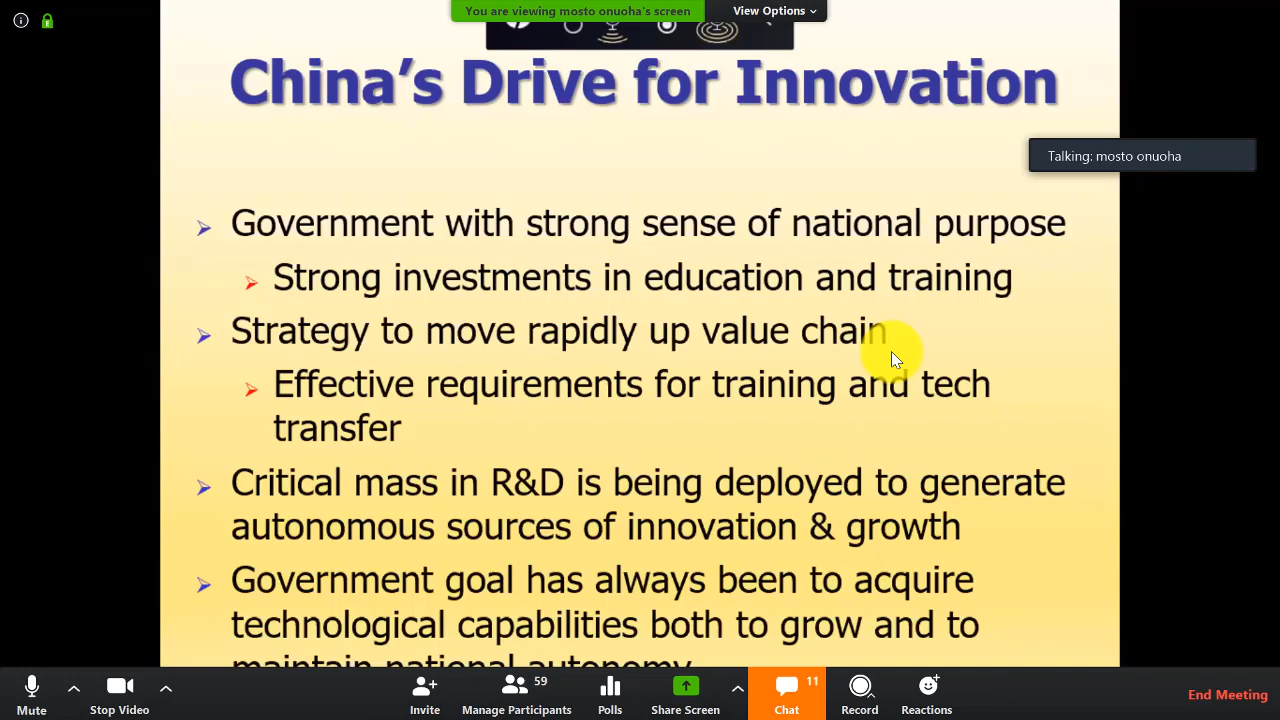 You are viewing mosto onuoha's screen
View Options
China's Drive for Innovation
Talking: mosto onuoha
Government with strong sense of national purpose
Strong investments in education and training
Strategy to move rapidly up value chain
Effective requirements for training and tech
transfer
Critical mass in R&D is being deployed to generate
autonomous sources of innovation & growth
Government goal has always been to acquire
technological capabilities both to grow and to
maintain national autonomy
Mute
Stop Video
Invite
59
Manage Participants
Polls
Share Screen
11
Chat
Record
Reactions
End Meeting